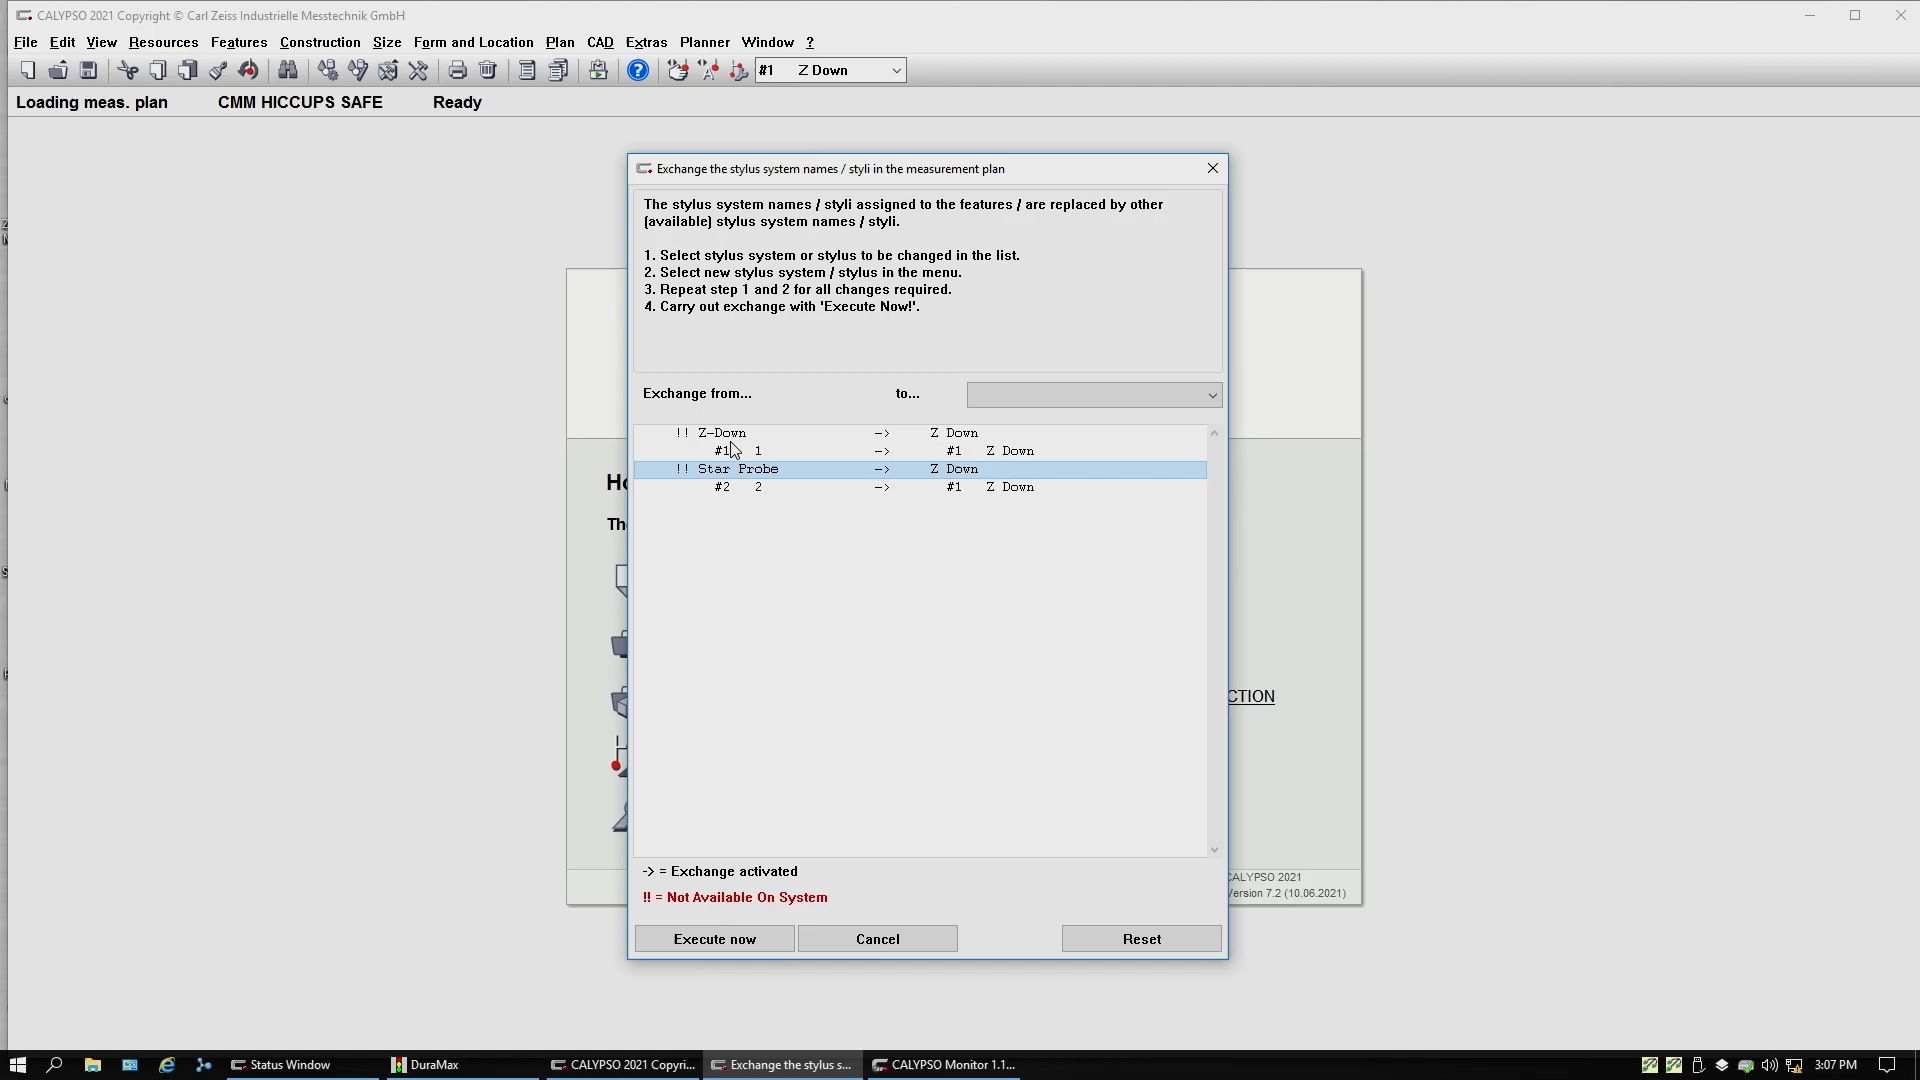 CALYPSO 2021 Copyright © Carl Zeiss Industrielle Messtechnik GmbH
File Edit View Resources Features Construction Size Form and Location Plan CAD Extras Planner Window ?
#1 Z Down
Loading meas. plan CMM HICCUPS SAFE Ready
Exchange the stylus system names / styli in the measurement plan
The stylus system names / styli assigned to the features / are replaced by other
(available) stylus system names / styli.
1. Select stylus system or stylus to be changed in the list.
2. Select new stylus system / stylus in the menu.
3. Repeat step 1 and 2 for all changes required.
4. Carry out exchange with 'Execute Now!'.
Exchange from... to...
!! Z-Down -> Z Down
#1 1 -> #1 Z Down
!! Star Probe -> Z Down
#2 2 -> #1 Z Down
Th
CTION
-> = Exchange activated
!! = Not Available On System
CALYPSO 2021
Version 7.2 (10.06.2021)
Execute now Cancel Reset
Status Window DuraMax CALYPSO 2021 Copyri... Exchange the stylus s... CALYPSO Monitor 1.1... 3:07 PM